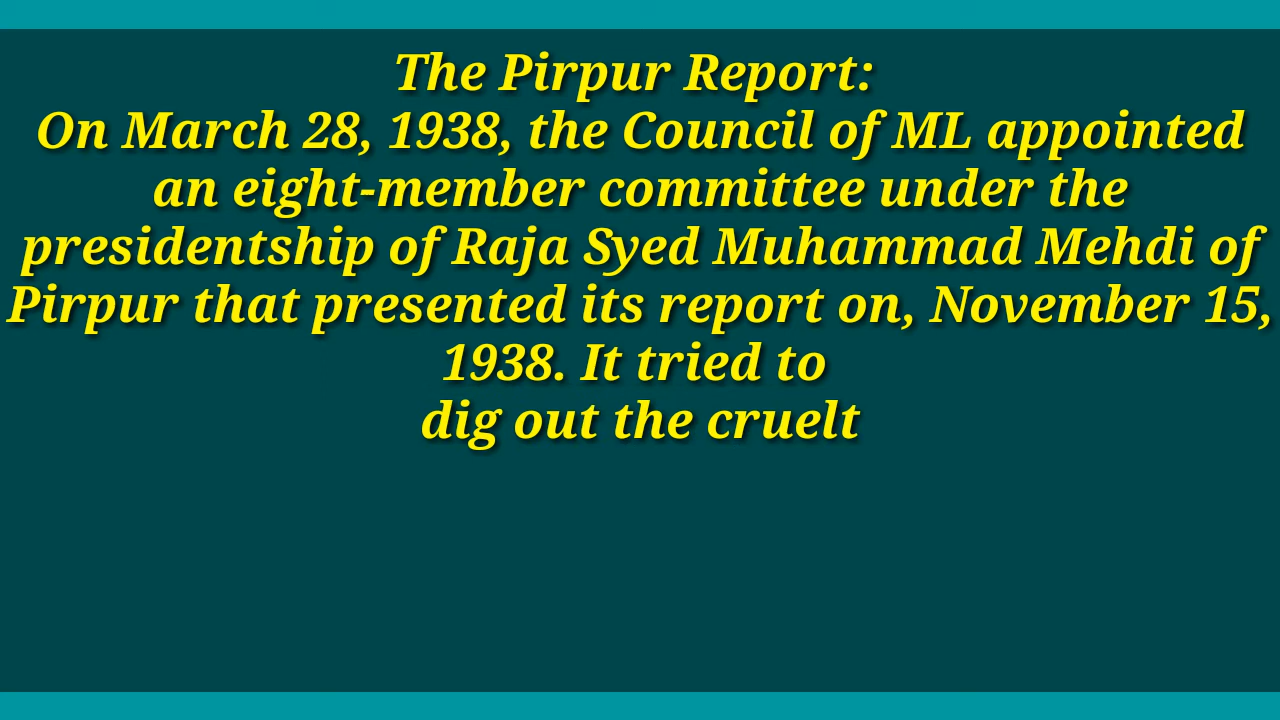 The Pirpur Report:
On March 28, 1938, the Council of ML appointed
an eight-member committee under the
presidentship of Raja Syed Muhammad Mehdi of
Pirpur that presented its report on, November 15,
1938. It tried to
dig out the cruelt